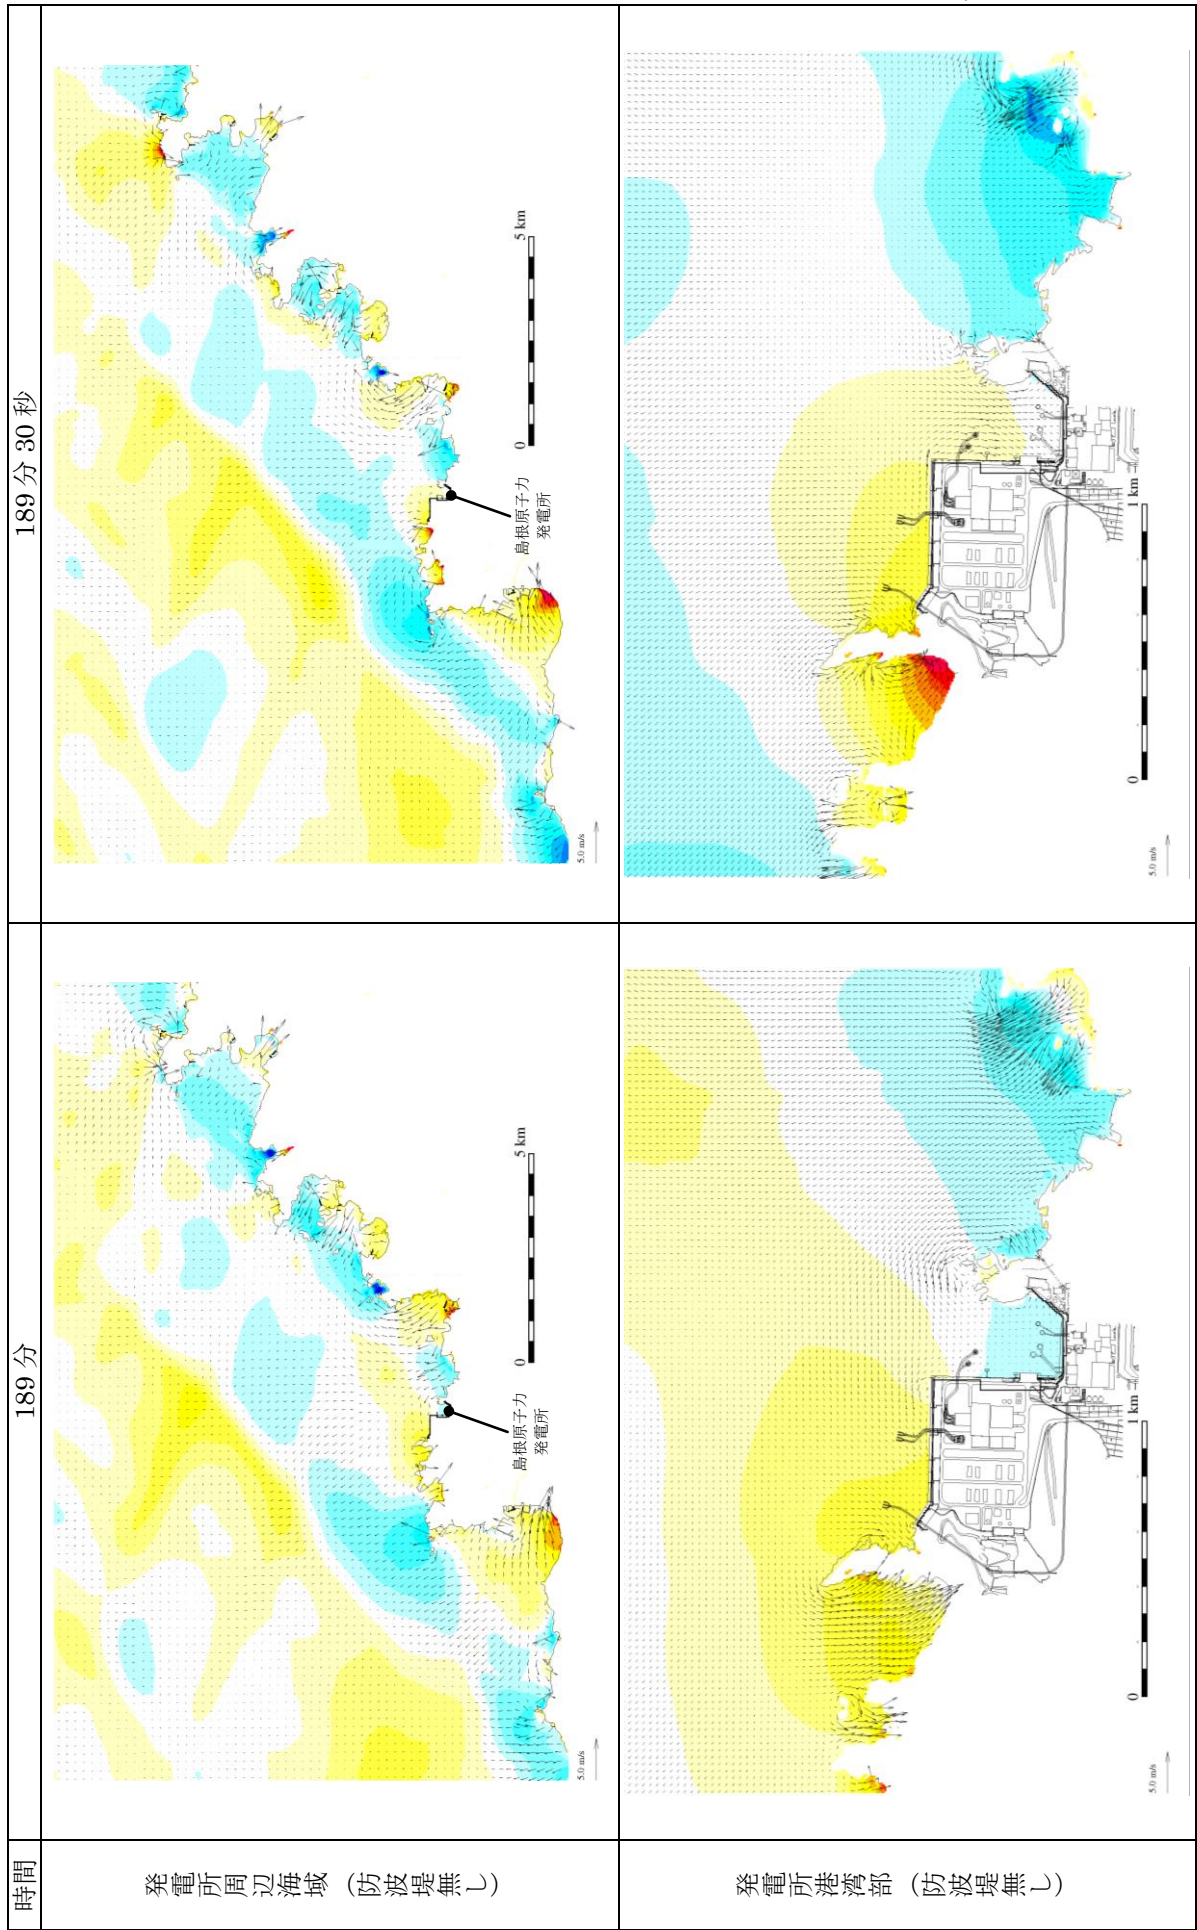 時間
189分
189分30秒
発電所周辺海域（防波堤無し）
島根原子力
発電所
0
5 km
5.0 m/s
島根原子力
発電所
0
5 km
5.0 m/s
発電所港湾部（防波堤無し）
0
1 km
5.0 m/s
0
1 km
5.0 m/s